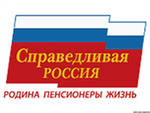 Справедливая
РОССИЯ
РОДИНА ПЕНСИОНЕРЫ ЖИЗНЬ